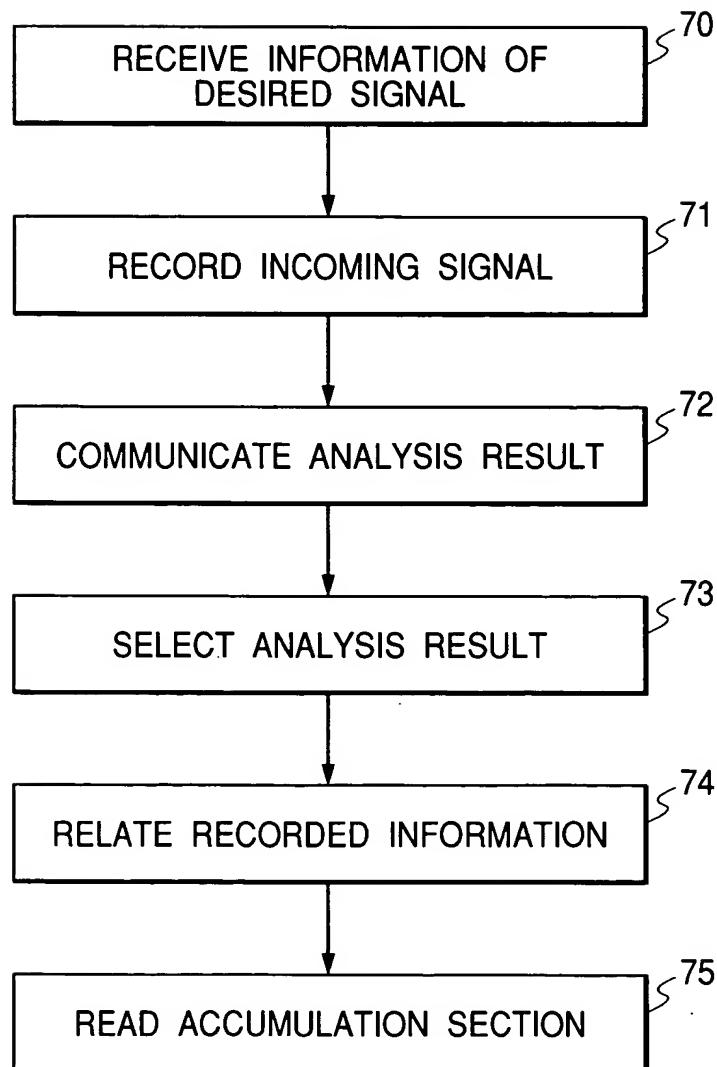 70
RECEIVE INFORMATION OF
DESIRED SIGNAL
71
RECORD INCOMING SIGNAL
72
COMMUNICATE ANALYSIS RESULT
73
SELECT ANALYSIS RESULT
74
RELATE RECORDED INFORMATION
75
READ ACCUMULATION SECTION